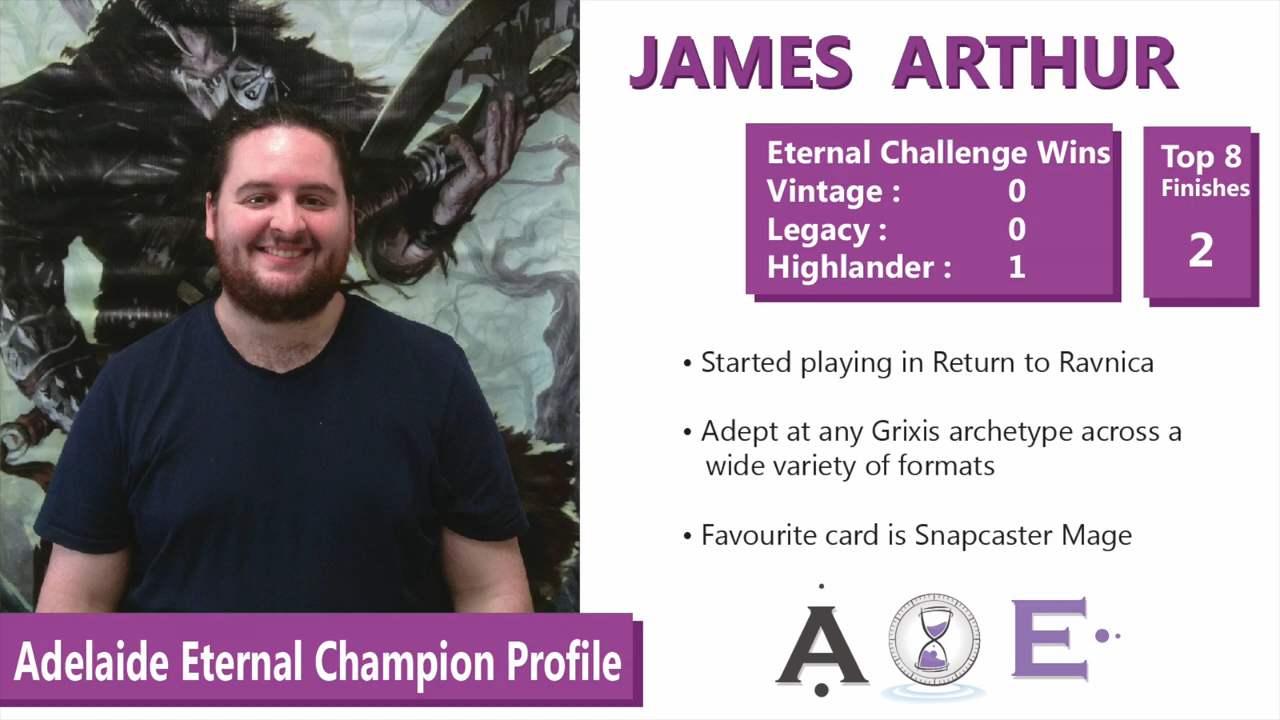 JAMES ARTHUR
Eternal Challenge Wins
Vintage : 0
Legacy : 0
Highlander : 1
Top 8
Finishes
2
• Started playing in Return to Ravnica
• Adept at any Grixis archetype across a
wide variety of formats
• Favourite card is Snapcaster Mage
Adelaide Eternal Champion Profile
A E